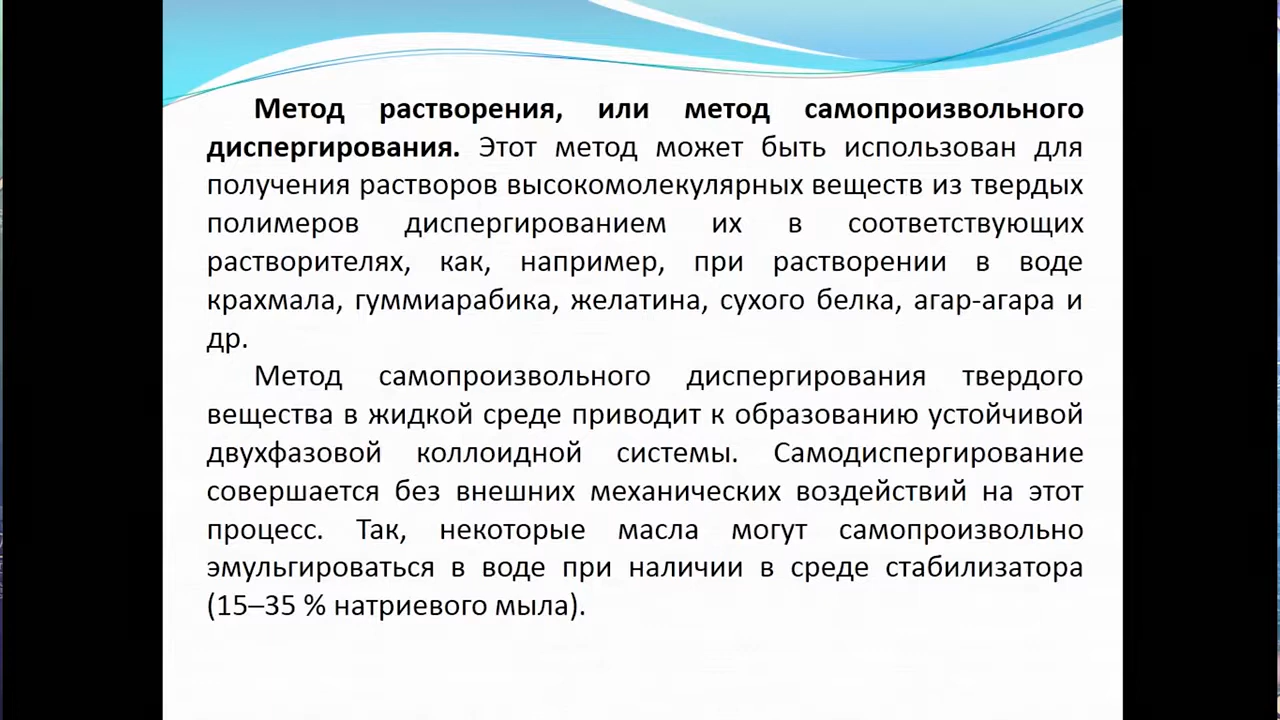 Метод растворения, или метод самопроизвольного
диспергирования. Этот метод может быть использован для
получения растворов высокомолекулярных веществ из твердых
полимеров диспергированием их в соответствующих
растворителях, как, например, при растворении в воде
крахмала, гуммиарабика, желатина, сухого белка, агар-агара и
др.
Метод самопроизвольного диспергирования твердого
вещества в жидкой среде приводит к образованию устойчивой
двухфазовой коллоидной системы. Самодиспергирование
совершается без внешних механических воздействий на этот
процесс. Так, некоторые масла могут самопроизвольно
эмульгироваться в воде при наличии в среде стабилизатора
(15–35 % натриевого мыла).